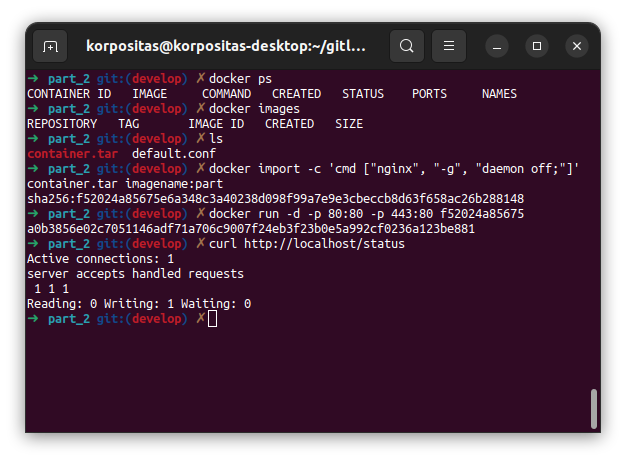 korpositas@korpositas-desktop:~/gitl...
➜ part_2 git:(develop) ✗ docker ps
CONTAINER ID IMAGE COMMAND CREATED STATUS PORTS NAMES
➜ part_2 git:(develop) ✗ docker images
REPOSITORY TAG IMAGE ID CREATED SIZE
➜ part_2 git:(develop) ✗ ls
container.tar default.conf
➜ part_2 git:(develop) ✗ docker import -c 'cmd ["nginx", "-g", "daemon off;"]'
container.tar imagename:part
sha256:f52024a85675e6a348c3a40238d098f99a7e9e3cbeccb8d63f658ac26b288148
➜ part_2 git:(develop) ✗ docker run -d -p 80:80 -p 443:80 f52024a85675
a0b3856e02c7051146adf71a706c9007f24eb3f23b0e5a992cf0236a123be881
➜ part_2 git:(develop) ✗ curl http://localhost/status
Active connections: 1
server accepts handled requests
1 1 1
Reading: 0 Writing: 1 Waiting: 0
➜ part_2 git:(develop) ✗